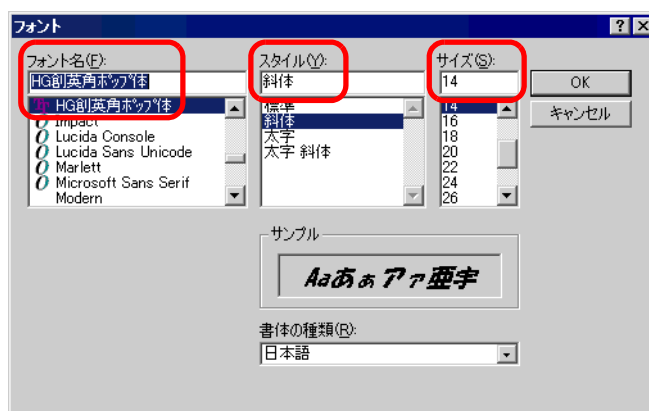 フォント
フォント名(F):
スタイル(Y):
サイズ(S):
HG創英角ﾎﾟｯﾌﾟ体
斜体
14
OK
キャンセル
HG創英角ﾎﾟｯﾌﾟ体
Impact
Lucida Console
Lucida Sans Unicode
Marlett
Microsoft Sans Serif
Modern
標準
斜体
太字
太字 斜体
14
16
18
20
22
24
26
サンプル
Aaあぁアァ亜宇
書体の種類(R):
日本語